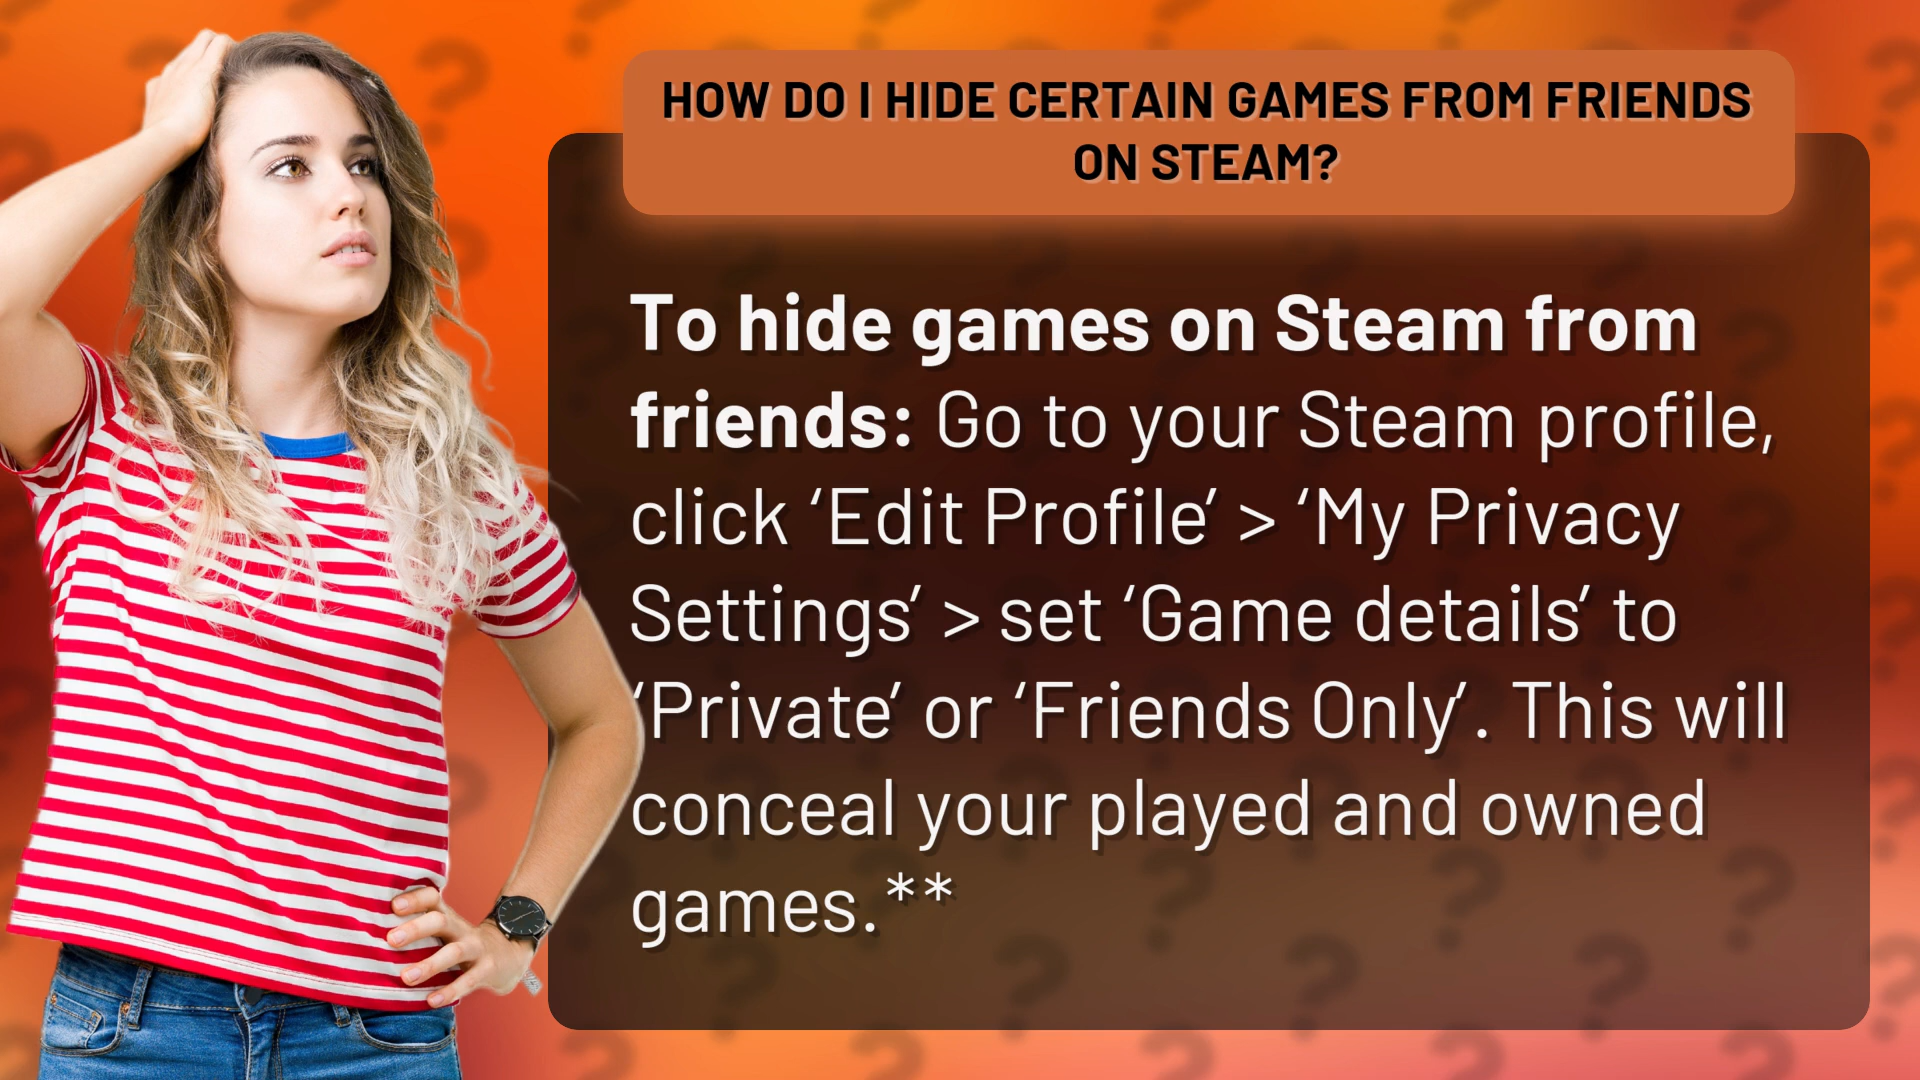 HOW DO I HIDE CERTAIN GAMES FROM FRIENDS
ON STEAM?
To hide games on Steam from
friends: Go to your Steam profile,
click ‘Edit Profile’ > ‘My Privacy
Settings’ > set ‘Game details’ to
‘Private’ or ‘Friends Only’. This will
conceal your played and owned
games.**